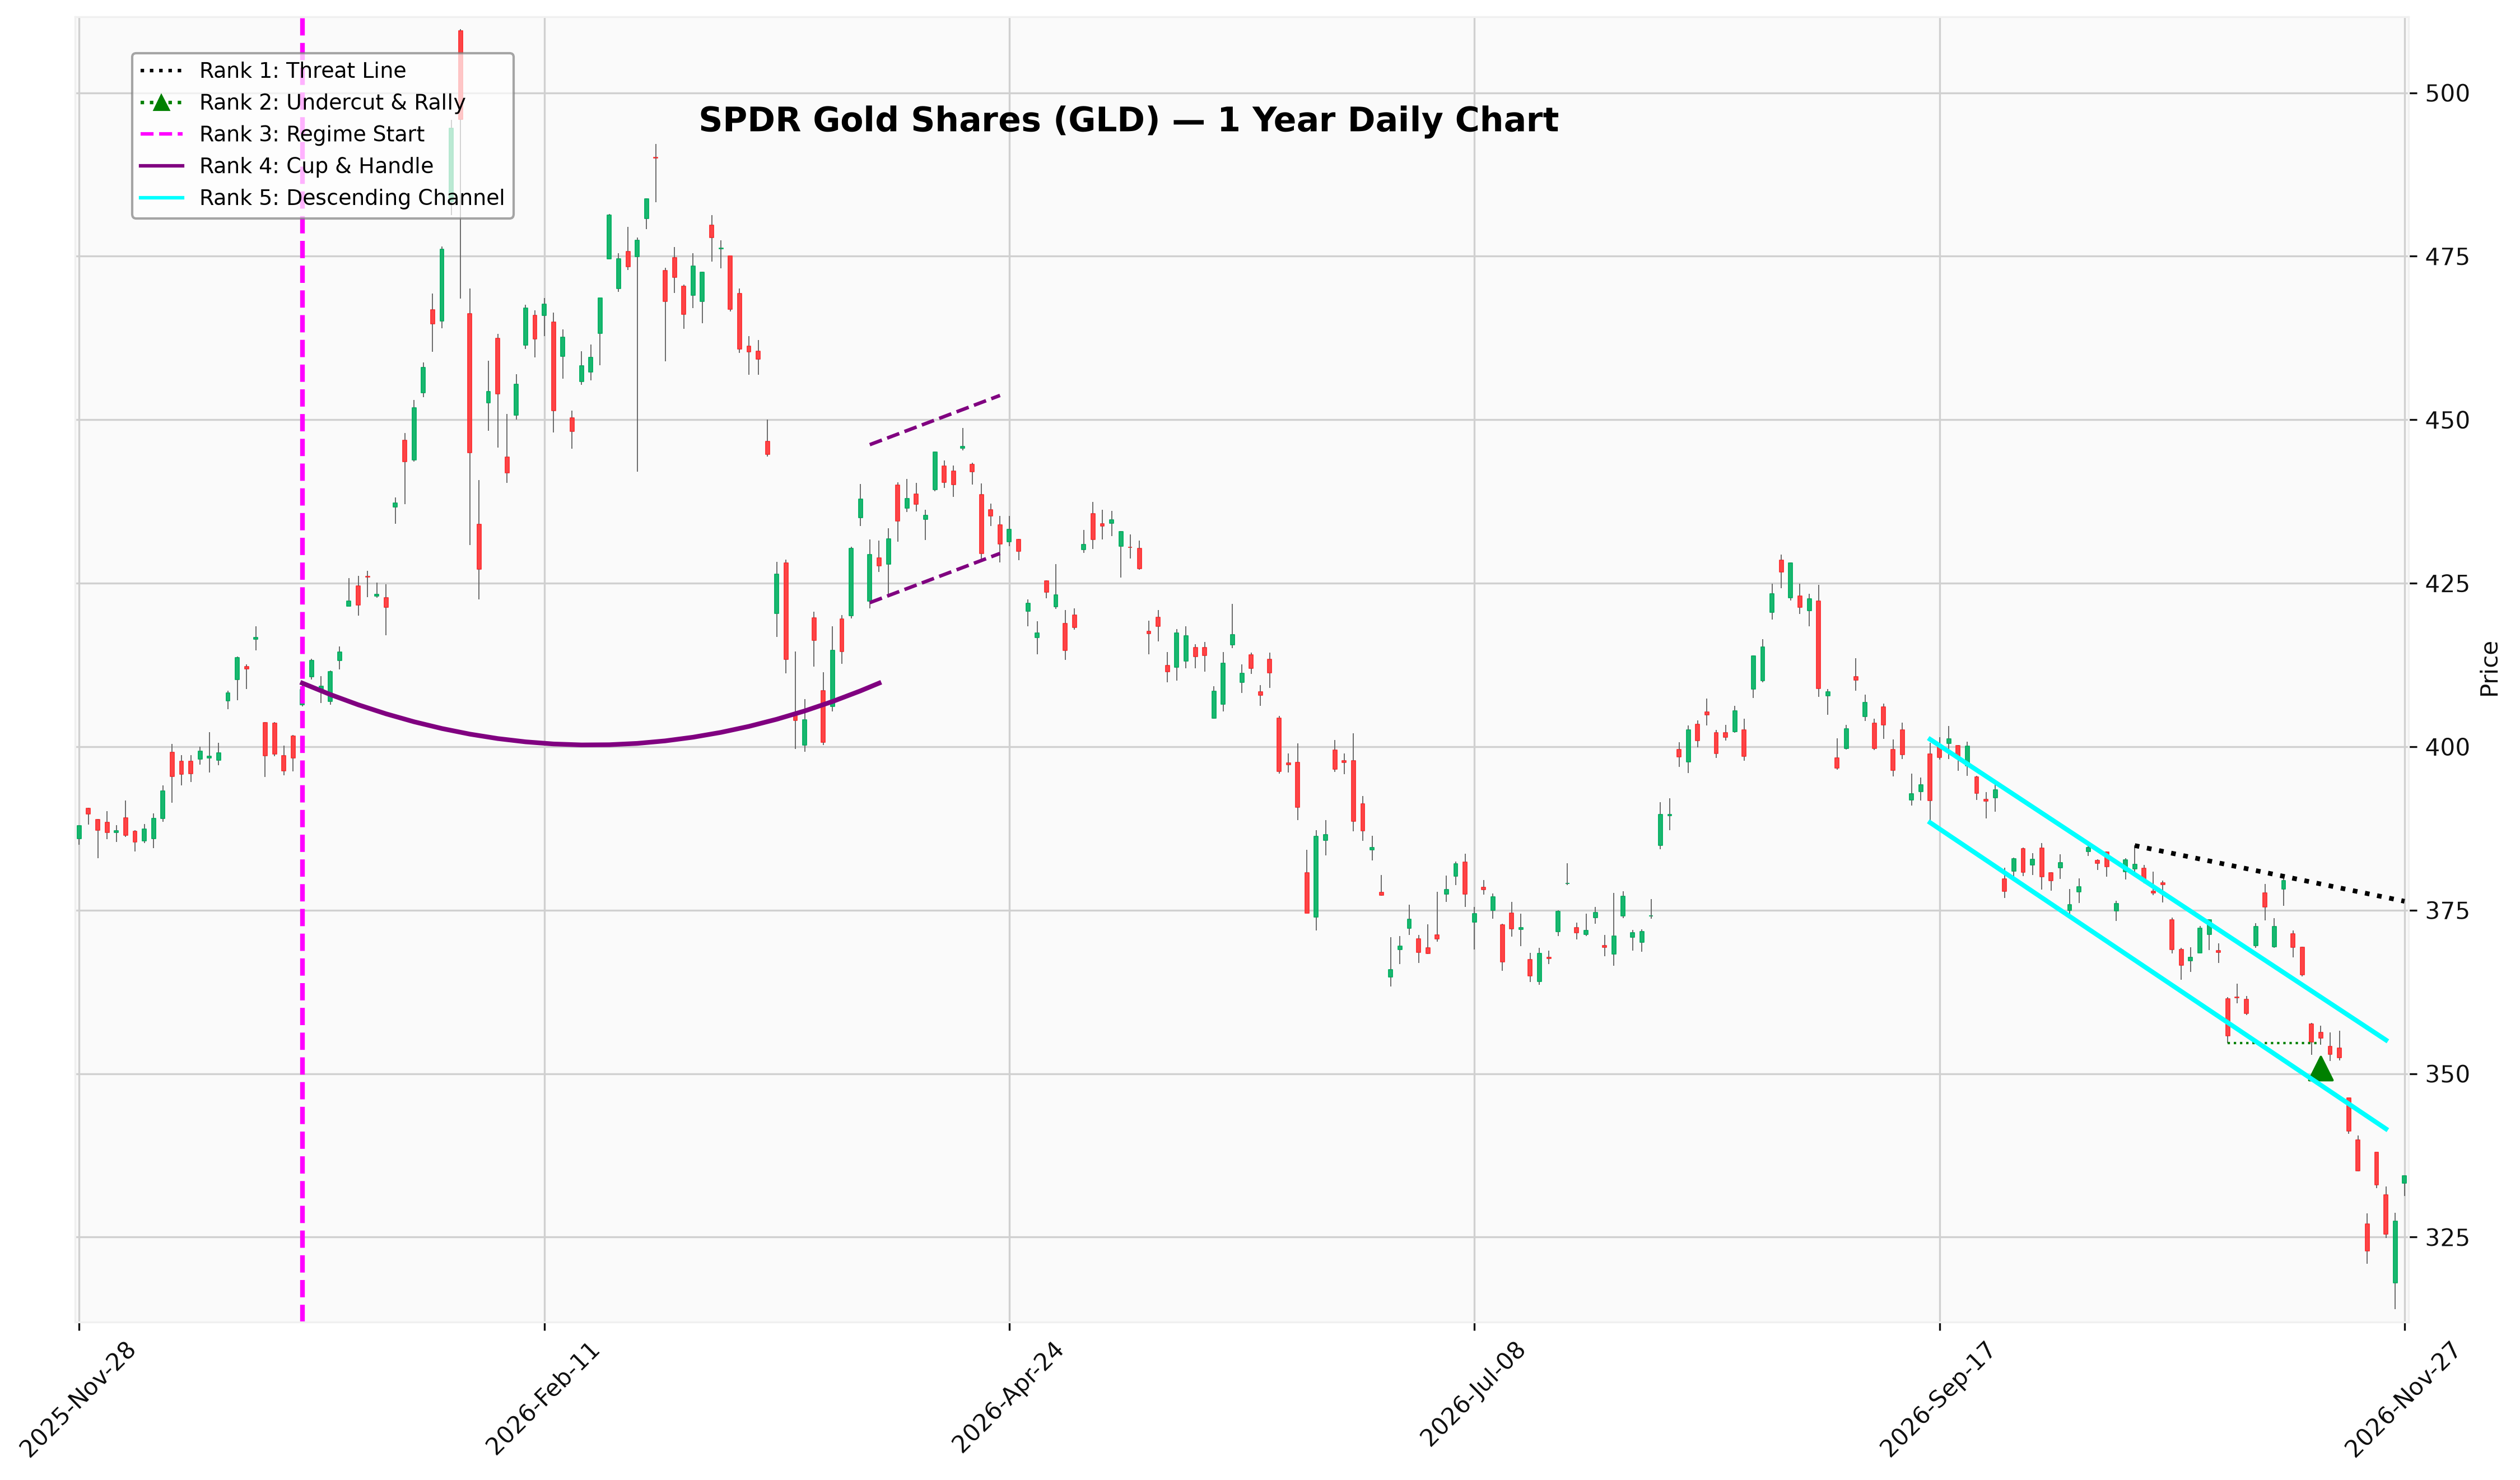 SPDR Gold Shares (GLD) — 1 Year Daily Chart
Rank 1: Threat Line
Rank 2: Undercut & Rally
Rank 3: Regime Start
Rank 4: Cup & Handle
Rank 5: Descending Channel
500
475
450
425
400
375
350
325
Price
2025-Nov-28
2026-Feb-11
2026-Apr-24
2026-Jul-08
2026-Sep-17
2026-Nov-27